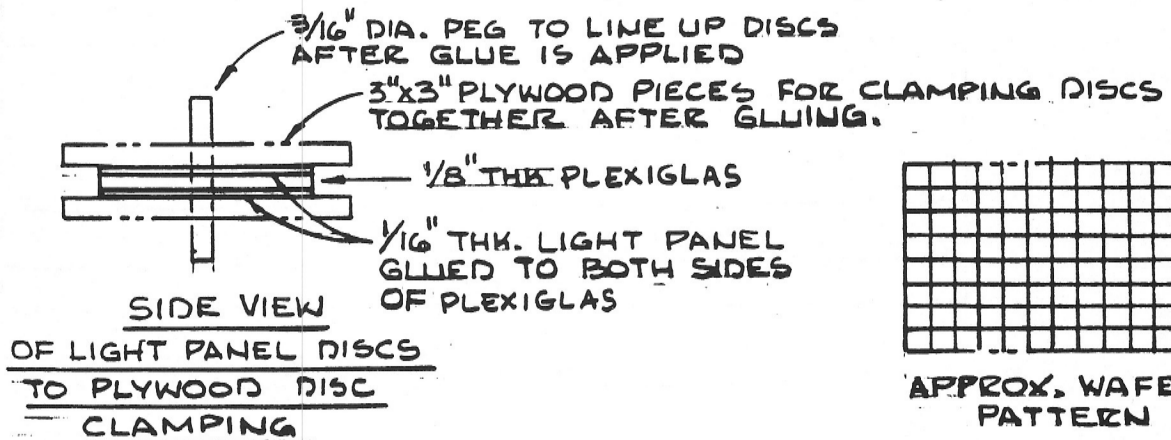 3/16" DIA. PEG TO LINE UP DISCS
AFTER GLUE IS APPLIED
3"x3" PLYWOOD PIECES FOR CLAMPING DISCS
TOGETHER AFTER GLUING.
1/8" THK PLEXIGLAS
1/16" THK. LIGHT PANEL
GLUED TO BOTH SIDES
OF PLEXIGLAS
SIDE VIEW
OF LIGHT PANEL DISCS
TO PLYWOOD DISC
CLAMPING
APPROX. WAFE
PATTERN